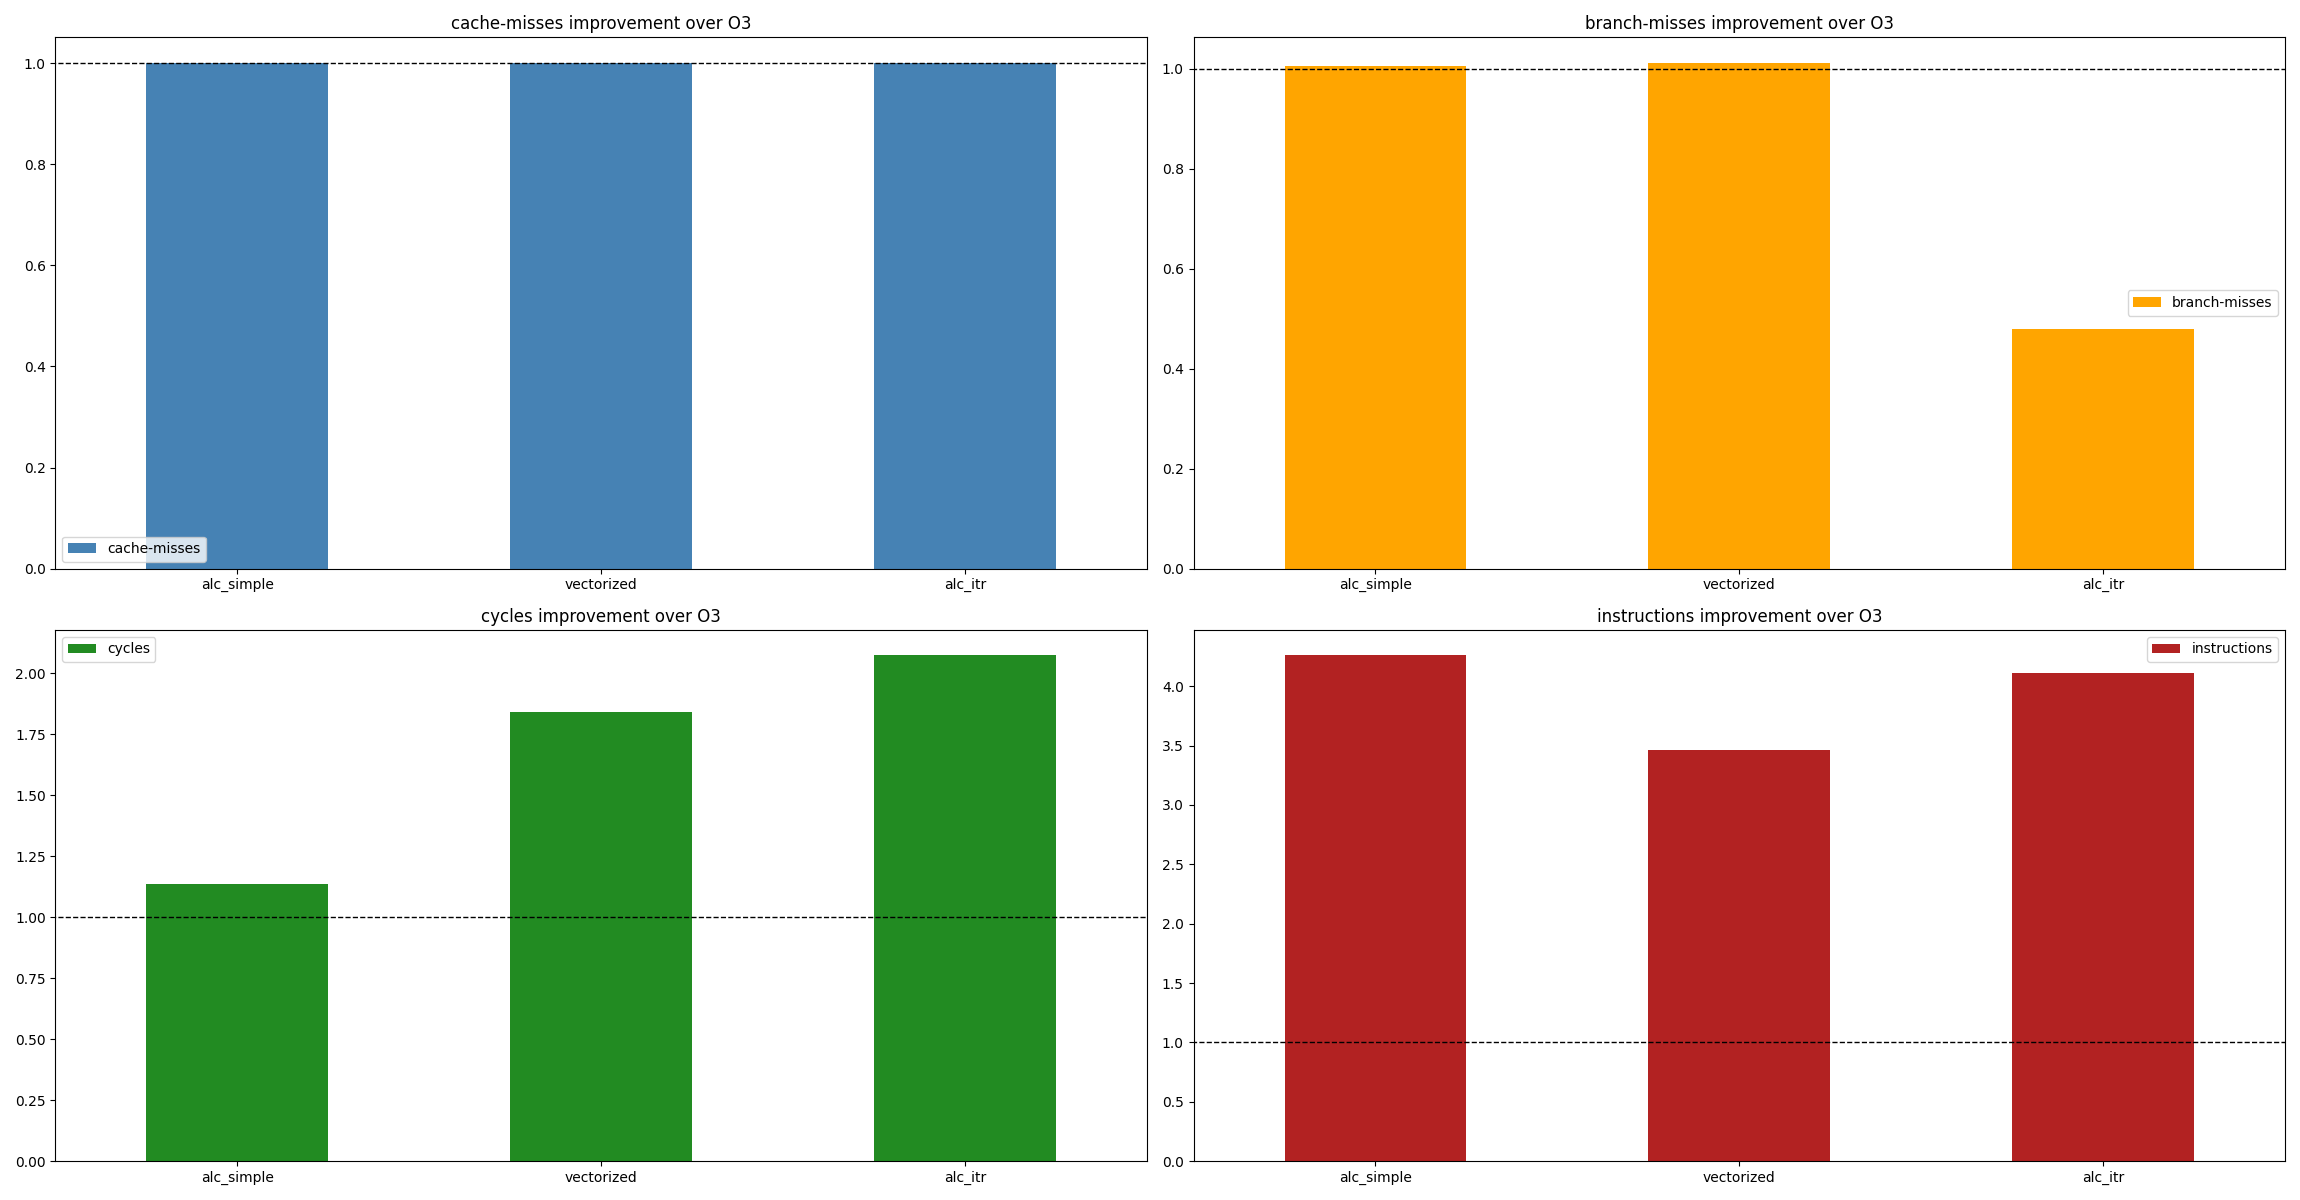 cache-misses improvement over O3
1.0
0.8
0.6
0.4
0.2
0.0
cache-misses
alc_simple vectorized alc_itr
branch-misses improvement over O3
1.0
0.8
0.6
0.4
0.2
0.0
branch-misses
alc_simple vectorized alc_itr
cycles improvement over O3
cycles
2.00
1.75
1.50
1.25
1.00
0.75
0.50
0.25
0.00
alc_simple vectorized alc_itr
instructions improvement over O3
instructions
4.0
3.5
3.0
2.5
2.0
1.5
1.0
0.5
0.0
alc_simple vectorized alc_itr